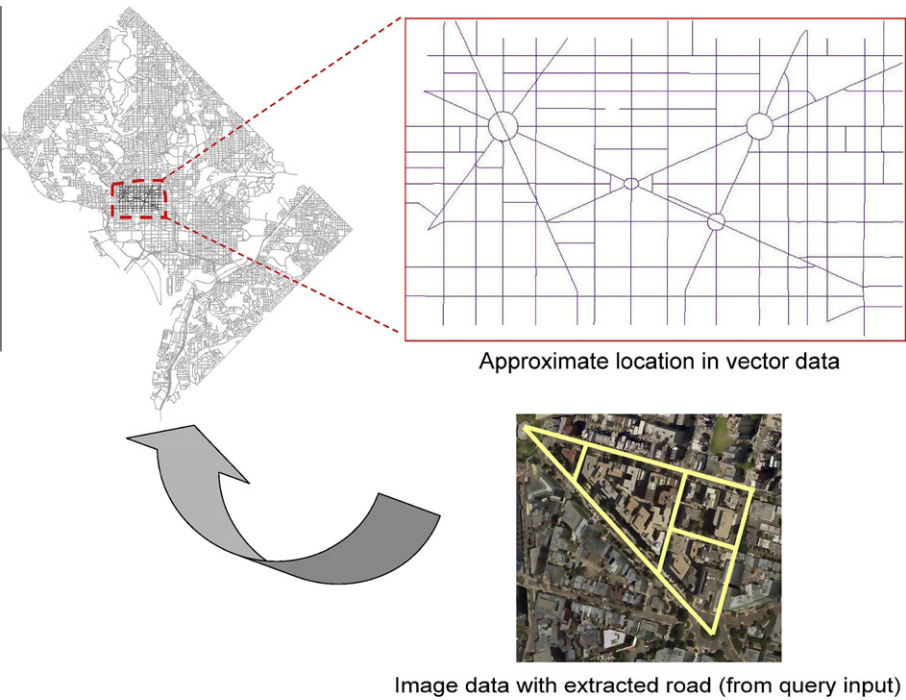 Approximate location in vector data
Image data with extracted road (from query input)